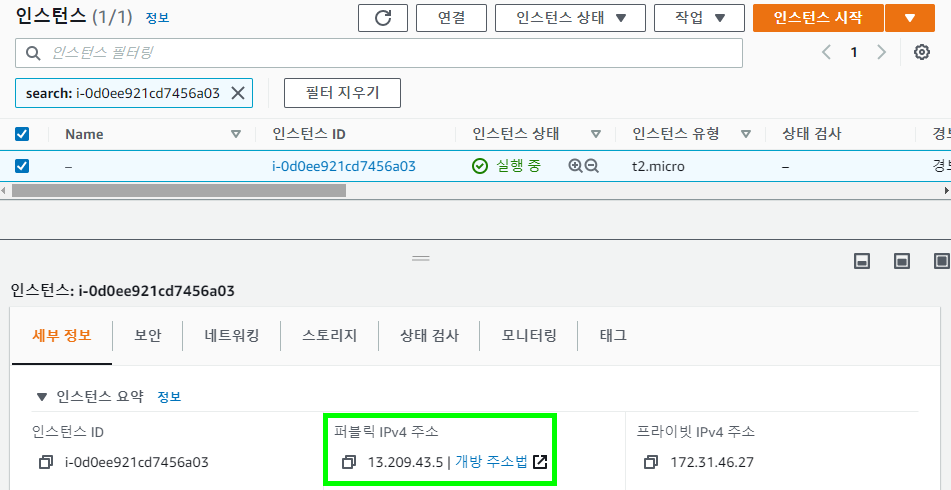 인스턴스 (1/1) 정보 연결 인스턴스 상태 작업 인스턴스 시작
인스턴스 필터링 1
search: i-0d0ee921cd7456a03 필터 지우기
Name 인스턴스 ID 인스턴스 상태 인스턴스 유형 상태 검사
– i-0d0ee921cd7456a03 실행 중 t2.micro –
인스턴스: i-0d0ee921cd7456a03
세부 정보 보안 네트워킹 스토리지 상태 검사 모니터링 태그
인스턴스 요약 정보
인스턴스 ID 퍼블릭 IPv4 주소 프라이빗 IPv4 주소
i-0d0ee921cd7456a03 13.209.43.5 | 개방 주소법 172.31.46.27